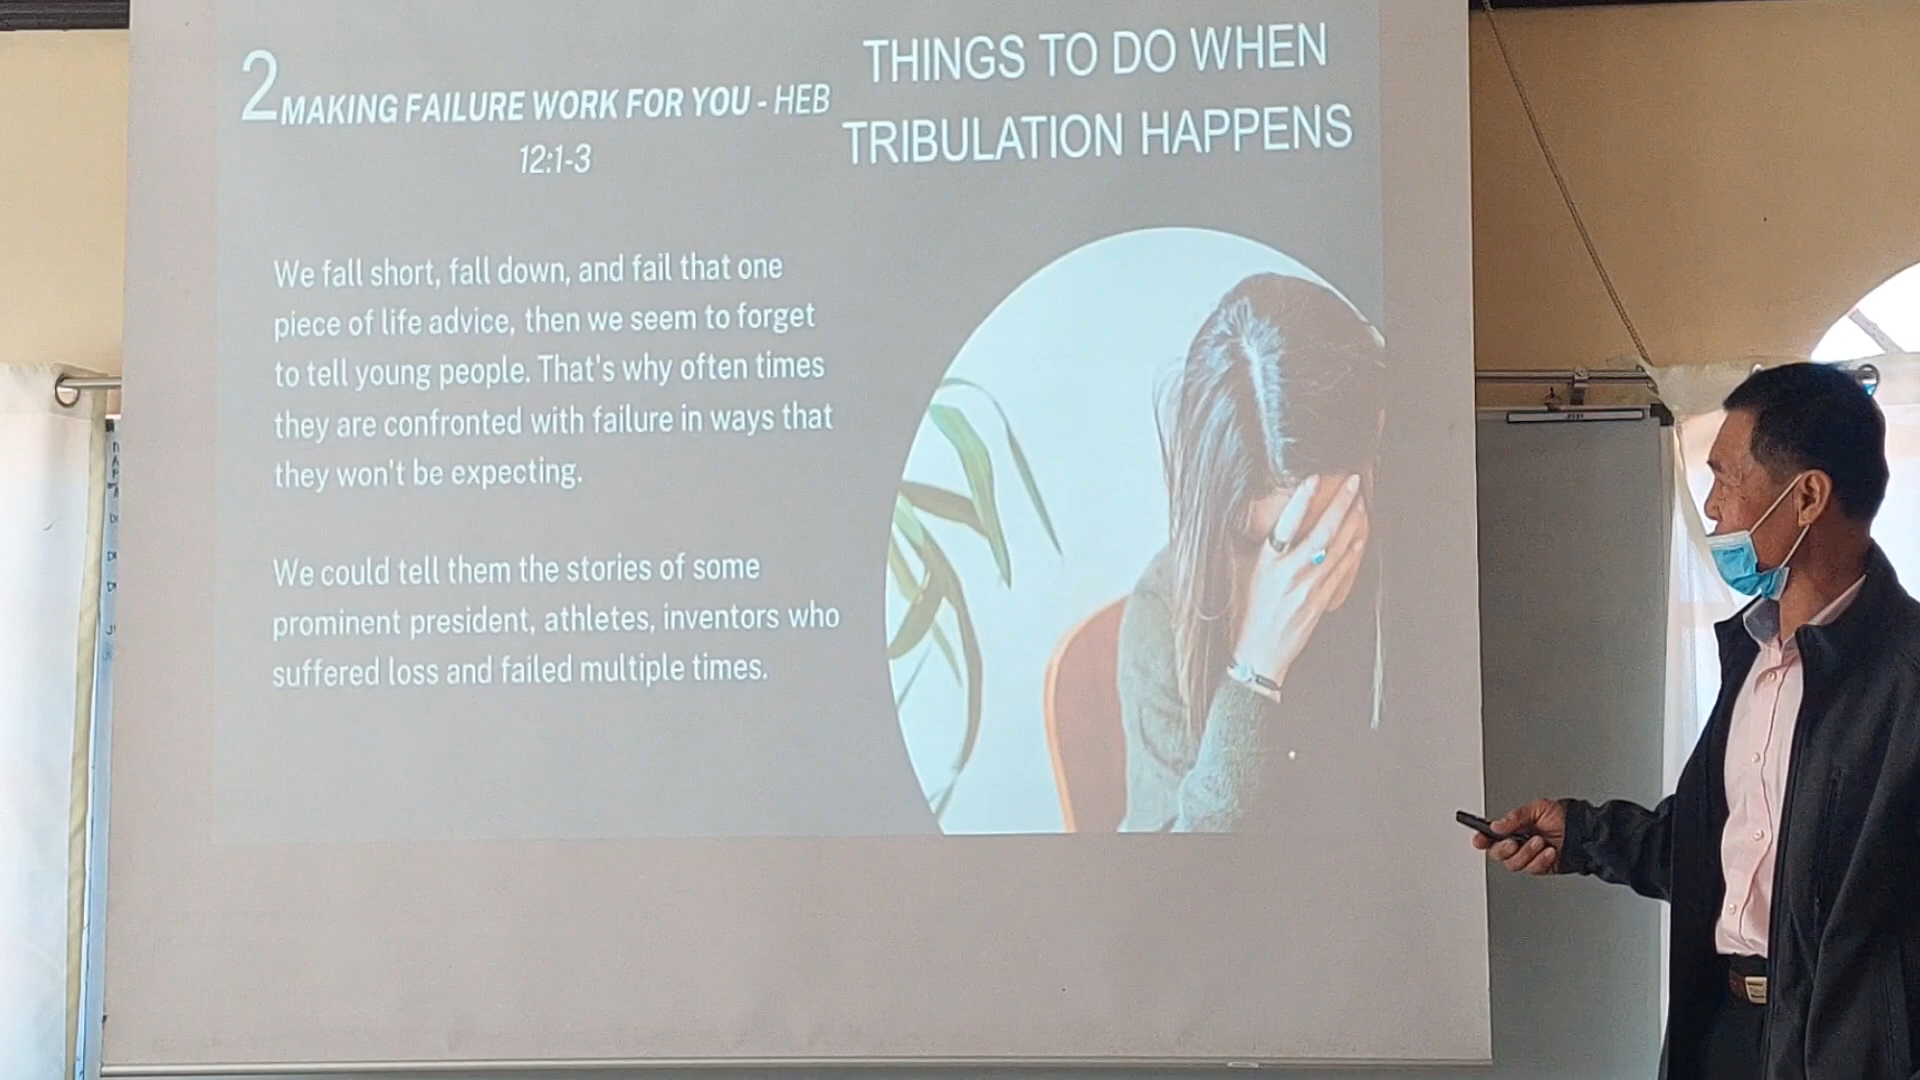 2 MAKING FAILURE WORK FOR YOU - HEB
12:1-3
THINGS TO DO WHEN
TRIBULATION HAPPENS
We fall short, fall down, and fail that one
piece of life advice, then we seem to forget
to tell young people. That's why often times
they are confronted with failure in ways that
they won't be expecting.
We could tell them the stories of some
prominent president, athletes, inventors who
suffered loss and failed multiple times.